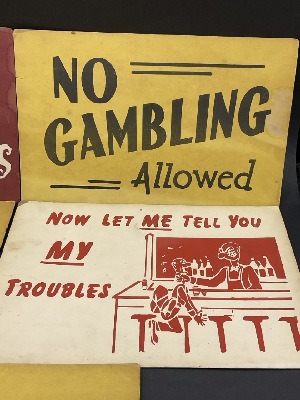 NO
GAMBLING
Allowed
S
NOW LET ME TELL YOU
MY
TROUBLES